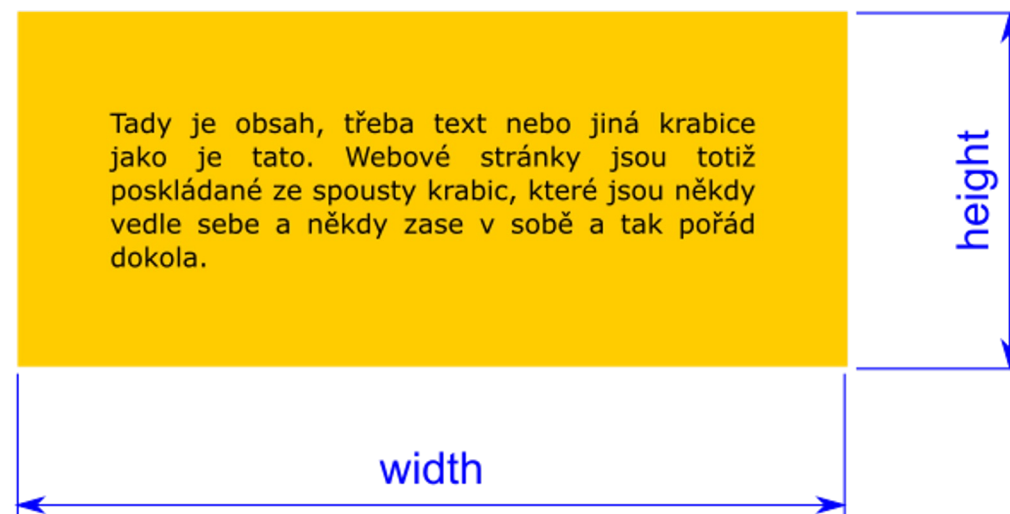 Tady je obsah, třeba text nebo jiná krabice
jako je tato. Webové stránky jsou totiž
poskládané ze spousty krabic, které jsou někdy
vedle sebe a někdy zase v sobě a tak pořád
dokola.
height
width